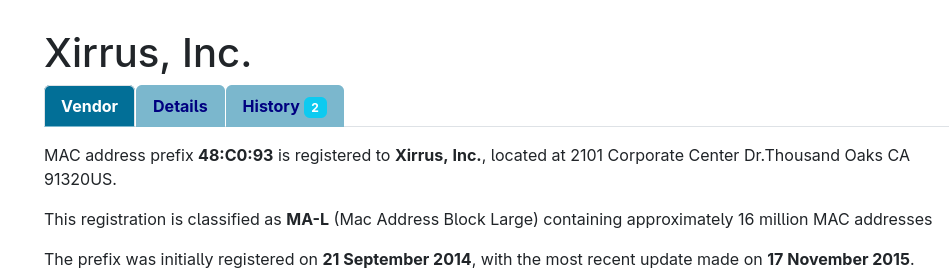 Xirrus, Inc.
Vendor Details History 2
MAC address prefix 48:C0:93 is registered to Xirrus, Inc., located at 2101 Corporate Center Dr.Thousand Oaks CA
91320US.
This registration is classified as MA-L (Mac Address Block Large) containing approximately 16 million MAC addresses
The prefix was initially registered on 21 September 2014, with the most recent update made on 17 November 2015.